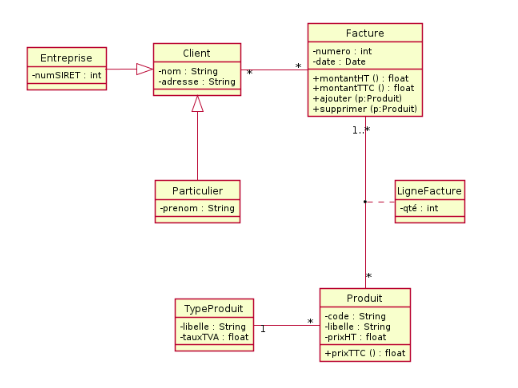 Facture
-numero : int
-date : Date
+montantHT () : float
+montantTTC () : float
+ajouter (p:Produit)
+supprimer (p:Produit)
Client
-nom : String
-adresse : String
Entreprise
-numSIRET : int
*
*
1..*
Particulier
-prenom : String
LigneFacture
-qté : int
*
Produit
-code : String
-libelle : String
-prixHT : float
+prixTTC () : float
TypeProduit
-libelle : String
-tauxTVA : float
1
*